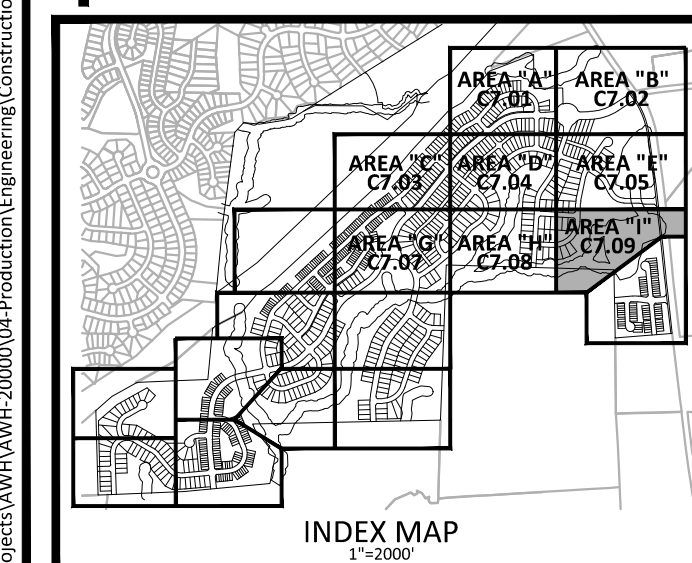 ojects\AWH\AWH-20000\04-Production\Engineering\Constructio
AREA "A"
C7.01
AREA "B"
C7.02
AREA "C"
C7.03
AREA "D"
C7.04
AREA "E"
C7.05
AREA "G"
C7.07
AREA "H"
C7.08
AREA "I"
C7.09
INDEX MAP
1"=2000'